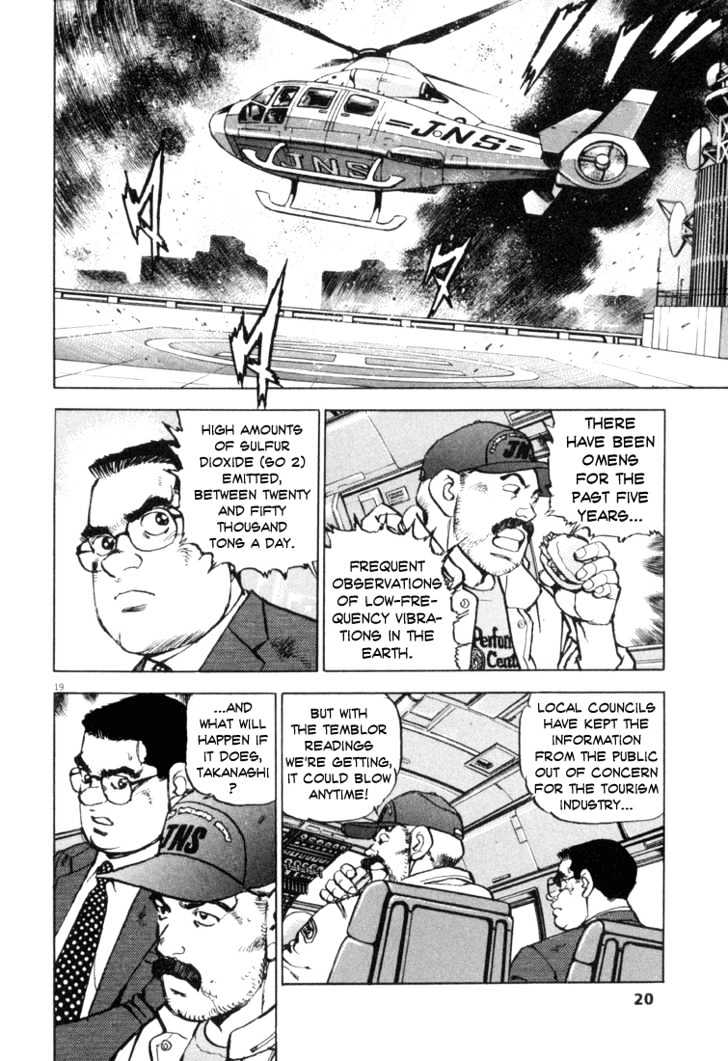 J.N.S
JNS
THERE
HAVE BEEN
OMENS
FOR THE
PAST FIVE
YEARS...
JNS
FREQUENT
OBSERVATIONS
OF LOW-FRE-
QUENCY VIBRA-
TIONS IN THE
EARTH.
Perform
Cent
HIGH AMOUNTS
OF SULFUR
DIOXIDE (SO 2)
EMITTED,
BETWEEN TWENTY
AND FIFTY
THOUSAND
TONS A DAY.
19
LOCAL COUNCILS
HAVE KEPT THE
INFORMATION
FROM THE PUBLIC
OUT OF CONCERN
FOR THE TOURISM
INDUSTRY...
BUT WITH
THE TEMBLOR
READINGS
WE'RE GETTING,
IT COULD BLOW
ANYTIME!
...AND
WHAT WILL
HAPPEN IF
IT DOES,
TAKANASHI
?
JNS
20